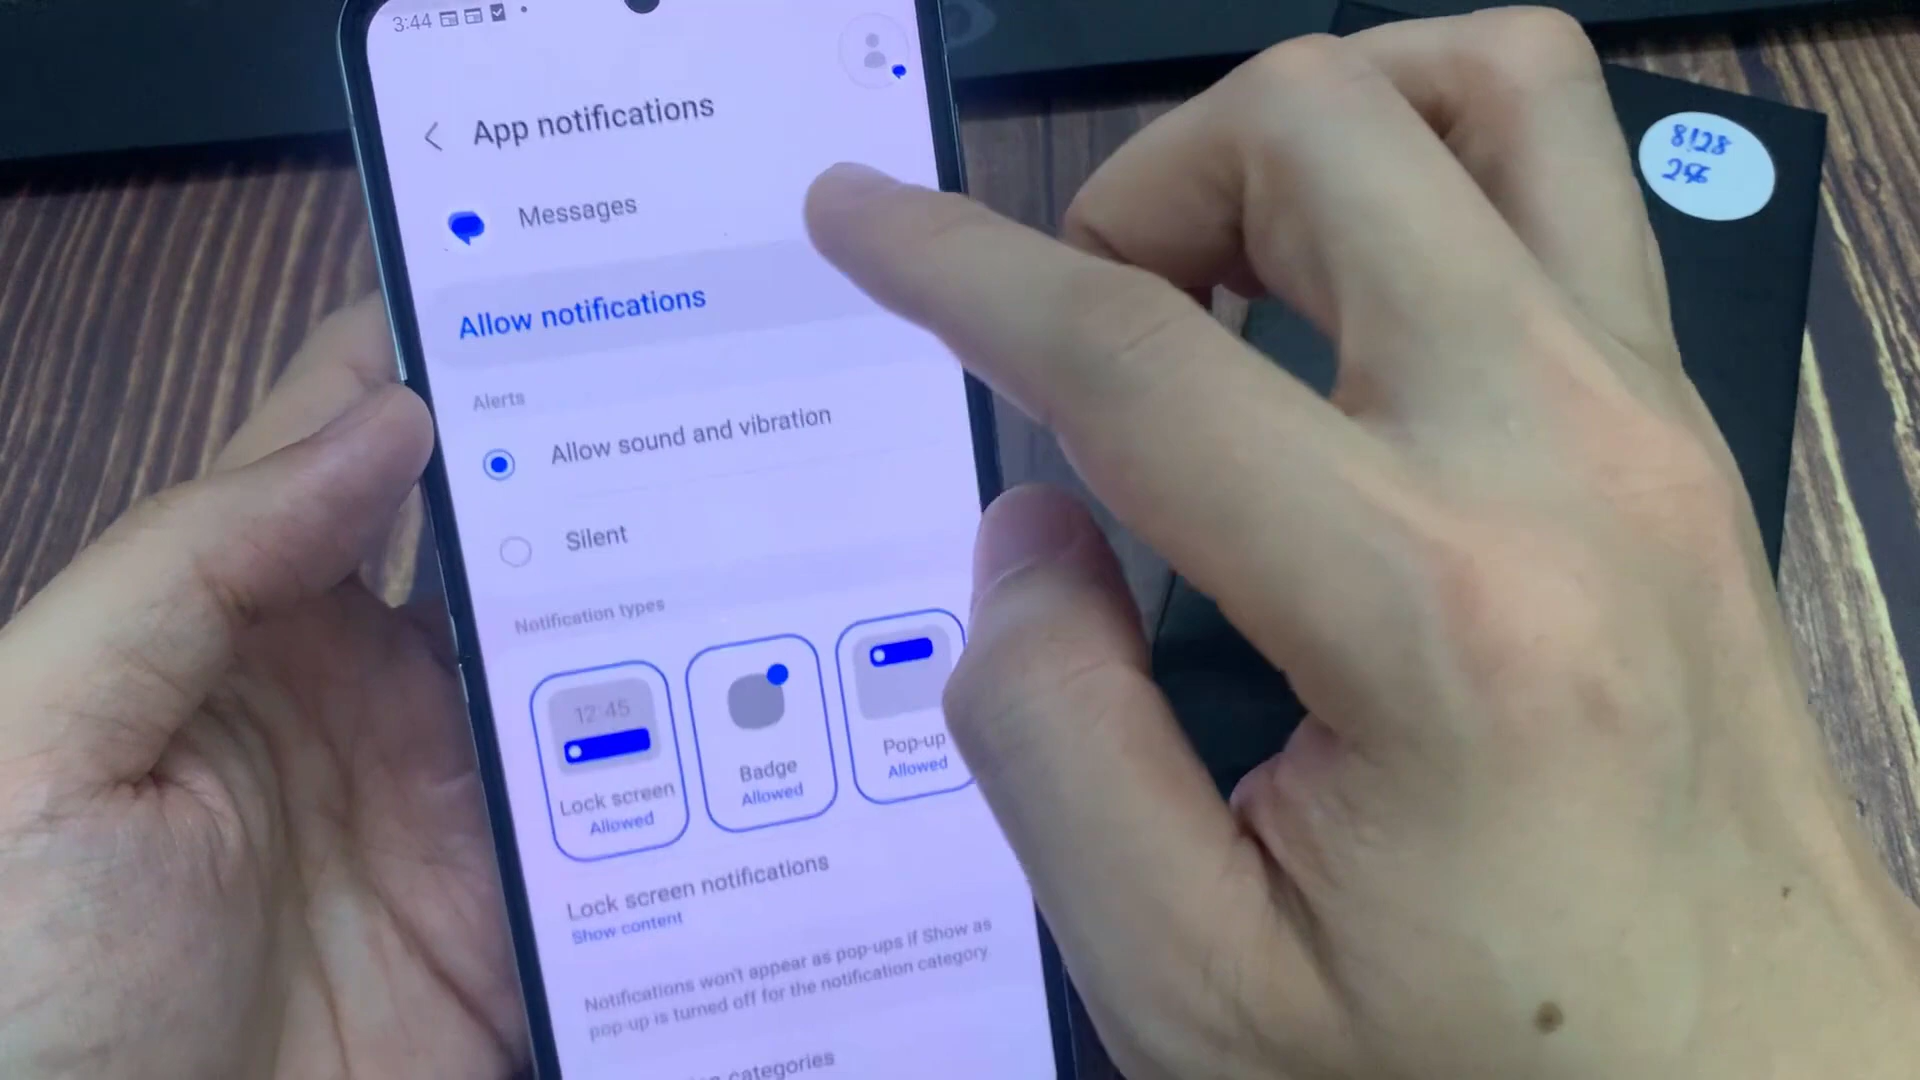 3:44
App notifications
Messages
Allow notifications
Alerts
Allow sound and vibration
Silent
Notification types
12:45
Lock screen
Allowed
Badge
Allowed
Pop-up
Allowed
Lock screen notifications
Show content
Notifications won't appear as pop-ups if Show as
pop-up is turned off for the notification category
categories
8128
256